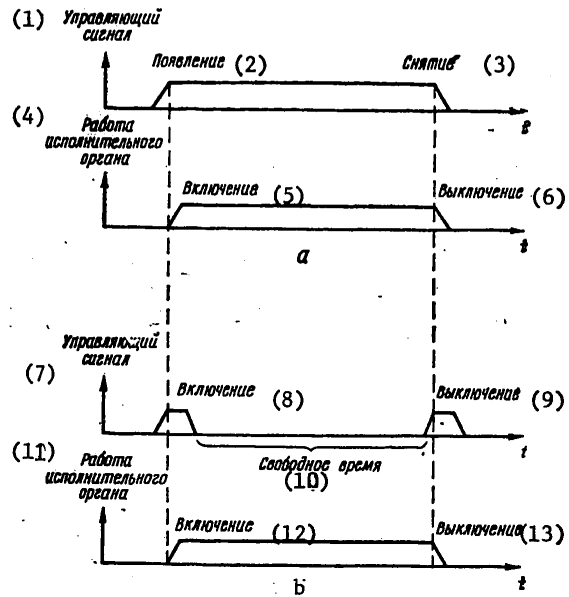 (1) Управляющий
сигнал
Появление (2) Снятие (3)
t
(4) Работа
исполнительного
органа
Включение (5) Выключение (6)
t
a
Управляющий
сигнал
(7)
Включение (8) Выключение (9)
t
(11) Работа
исполнительного
органа
Свободное время
(10)
Включение (12) Выключение (13)
t
b